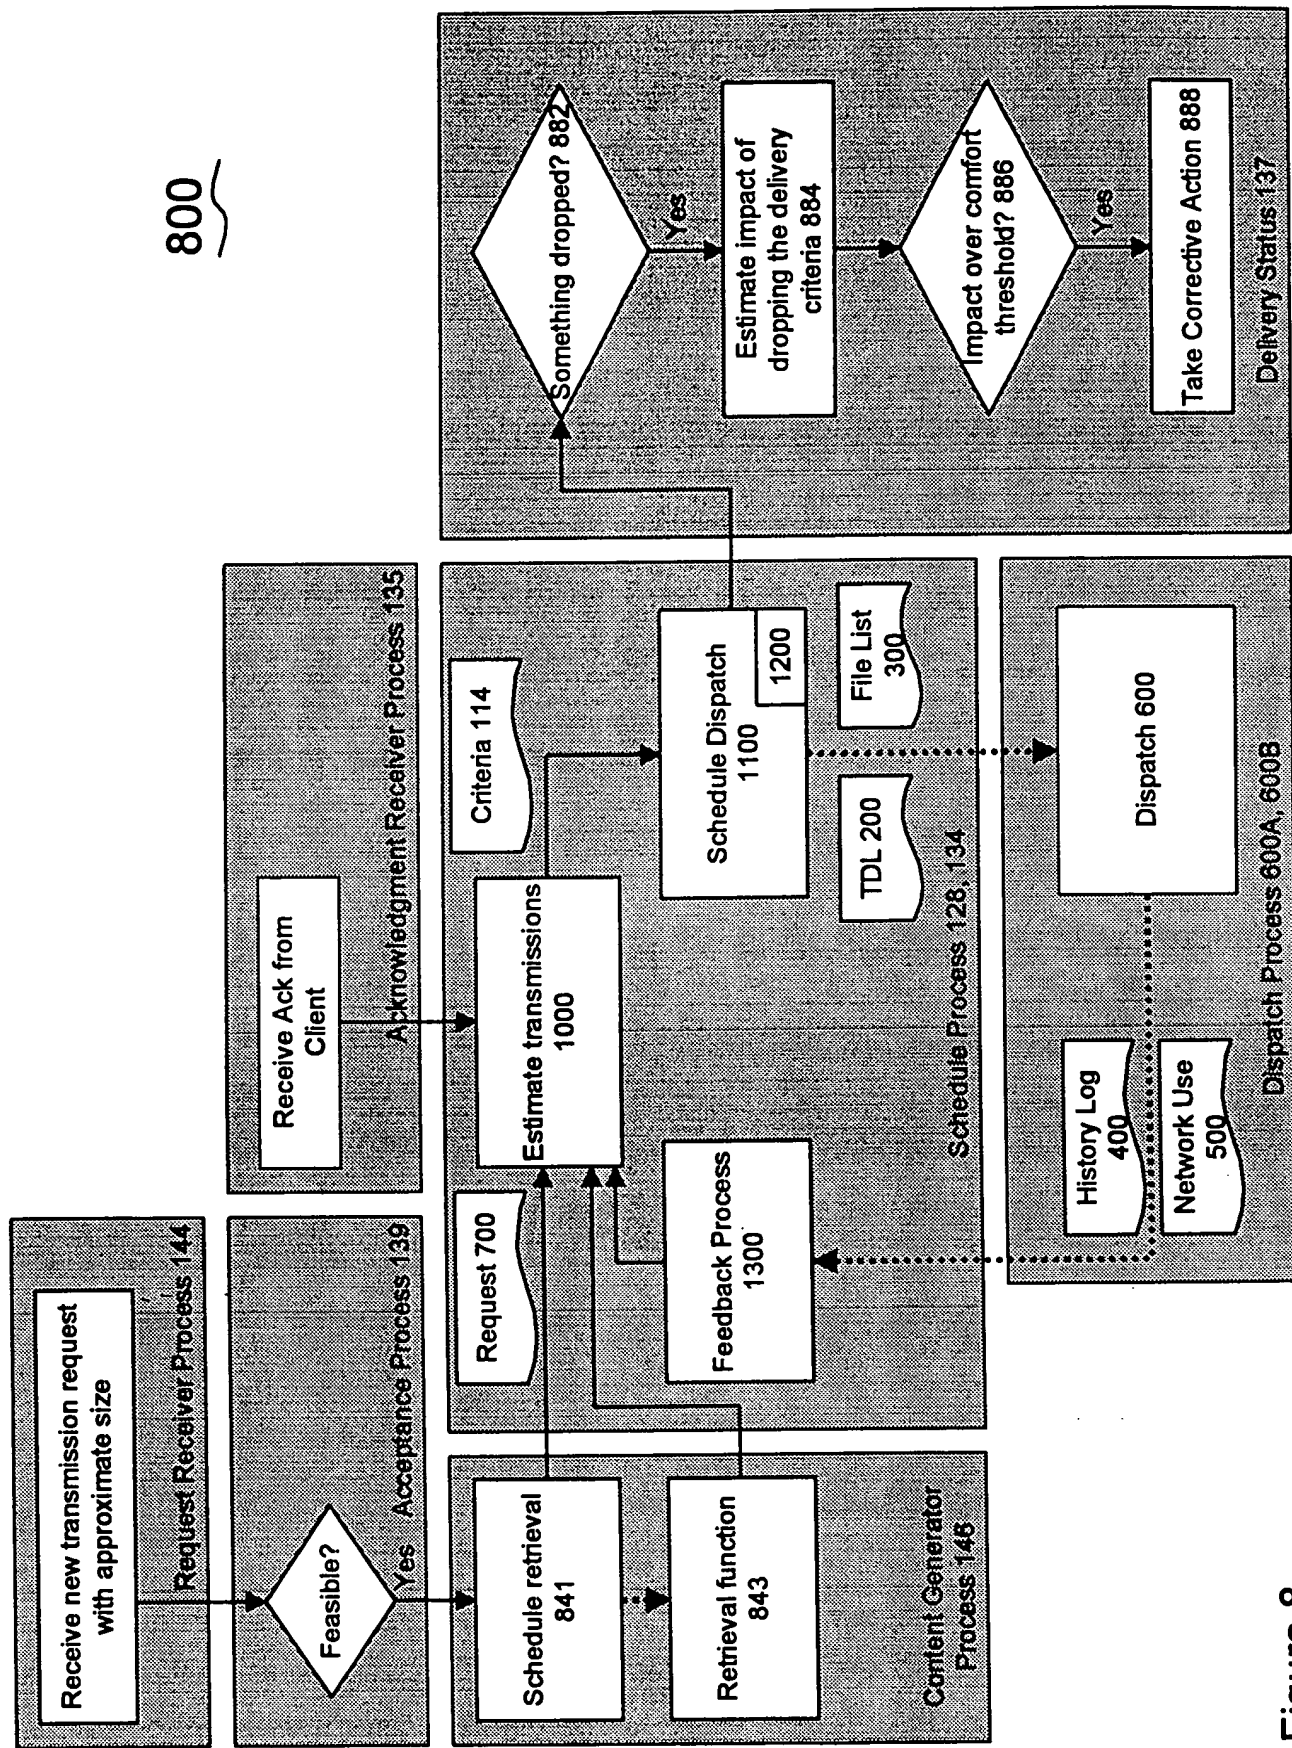 800
Receive new transmission request
with approximate size
Request Receiver Process 144
Feasible?
Yes
Acceptance Process 139
Receive Ack from
Client
Acknowledgment Receiver Process 135
Schedule retrieval
841
Retrieval function
843
Content Generator
Process 146
Request 700
Estimate transmissions
1000
Criteria 114
Feedback Process
1300
Schedule Dispatch
1100
1200
TDL 200
File List
300
Schedule Process 128, 134
History Log
400
Network Use
500
Dispatch 600
Dispatch Process 600A, 600B
Something dropped? 882
Yes
Estimate impact of
dropping the delivery
criteria 884
Impact over comfort
threshold? 886
Yes
Take Corrective Action 888
Delivery Status 137
Figure 8